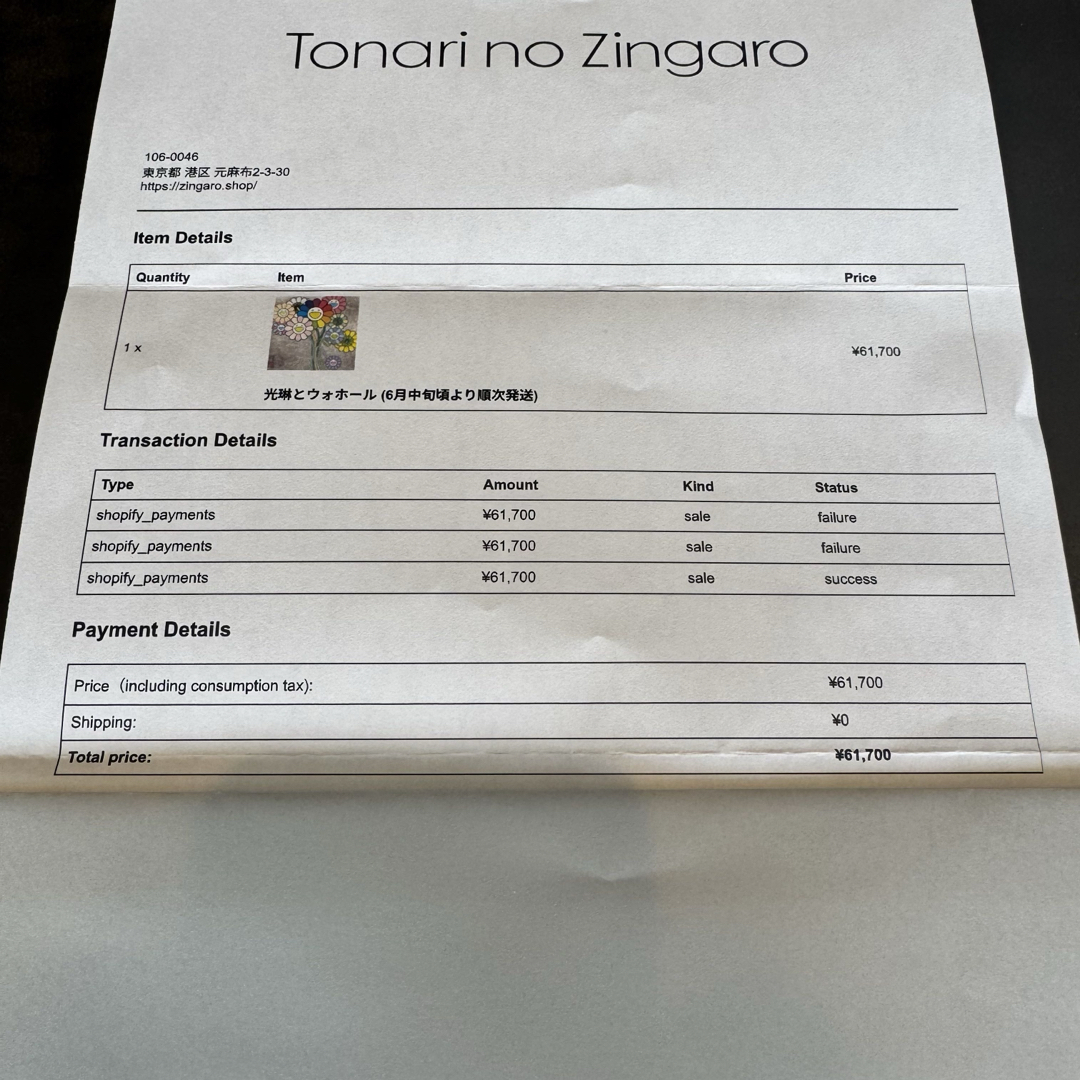 Tonari no Zingaro
106-0046
東京都 港区 元麻布2-3-30
https://zingaro.shop/
Item Details
Quantity Item Price
1 x ¥61,700
光琳とウォホール (6月中旬頃より順次発送)
Transaction Details
Type Amount Kind Status
shopify_payments ¥61,700 sale failure
shopify_payments ¥61,700 sale failure
shopify_payments ¥61,700 sale success
Payment Details
Price（including consumption tax): ¥61,700
Shipping: ¥0
Total price: ¥61,700